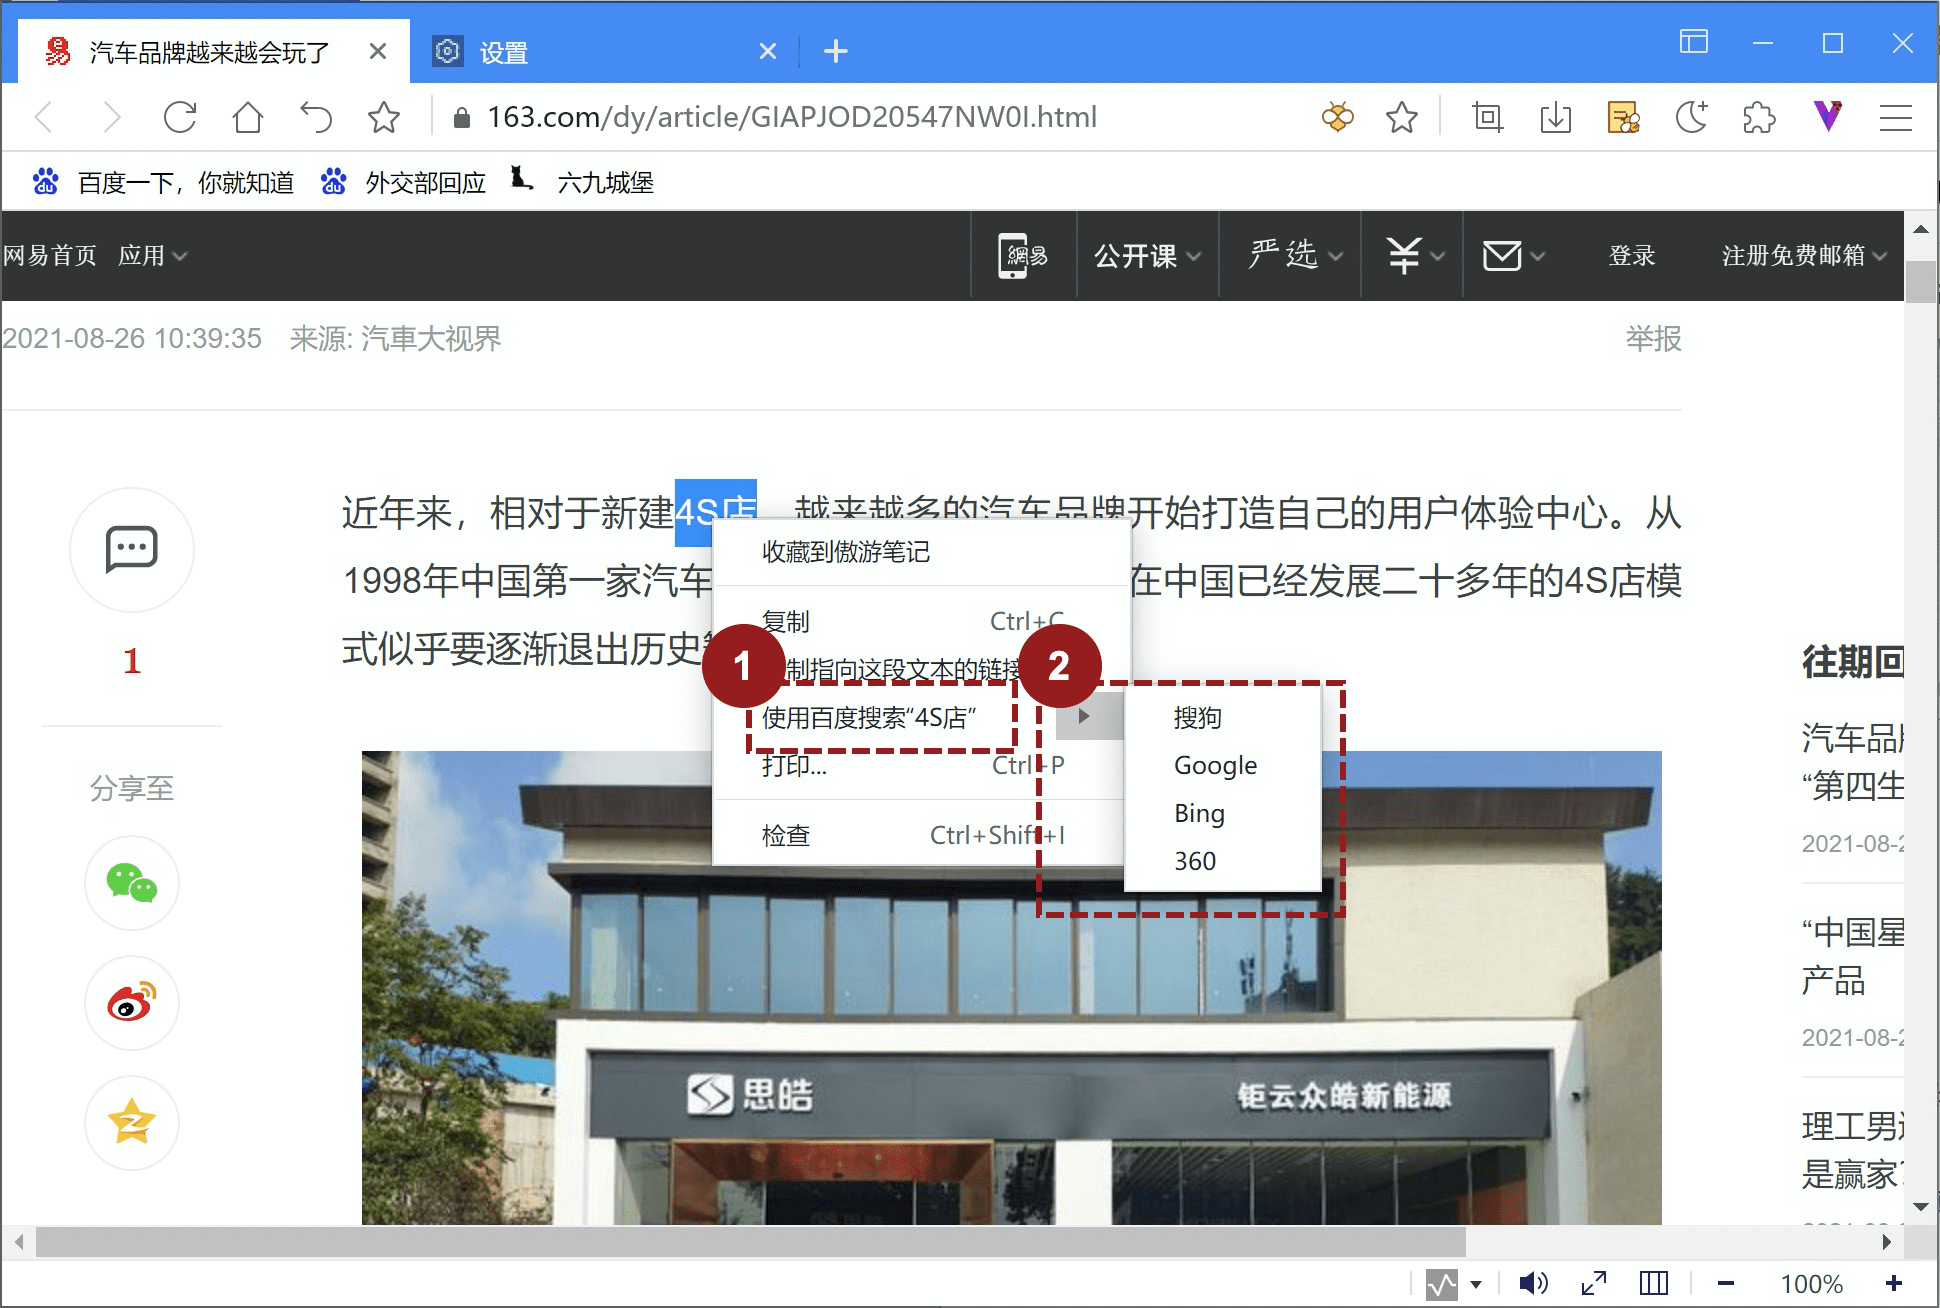 汽车品牌越来越会玩了
设置
163.com/dy/article/GIAPJOD20547NW0I.html
百度一下，你就知道 外交部回应 六九城堡
网易首页 应用 網易 公开课 严选 登录 注册免费邮箱
2021-08-26 10:39:35 来源: 汽車大视界 举报
近年来，相对于新建4S店 越来越多的汽车品牌开始打造自己的用户体验中心。从
1998年中国第一家汽车 在中国已经发展二十多年的4S店模
式似乎要逐渐退出历史
1
分享至
收藏到傲游笔记
复制 Ctrl+C
制指向这段文本的链接
1
2
使用百度搜索“4S店”
打印... Ctrl+P
检查 Ctrl+Shift+I
搜狗
Google
Bing
360
思皓
钜云众皓新能源
往期回
汽车品牌
“第四生
2021-08-2
“中国星
产品
2021-08-2
理工男
是赢家?
100%